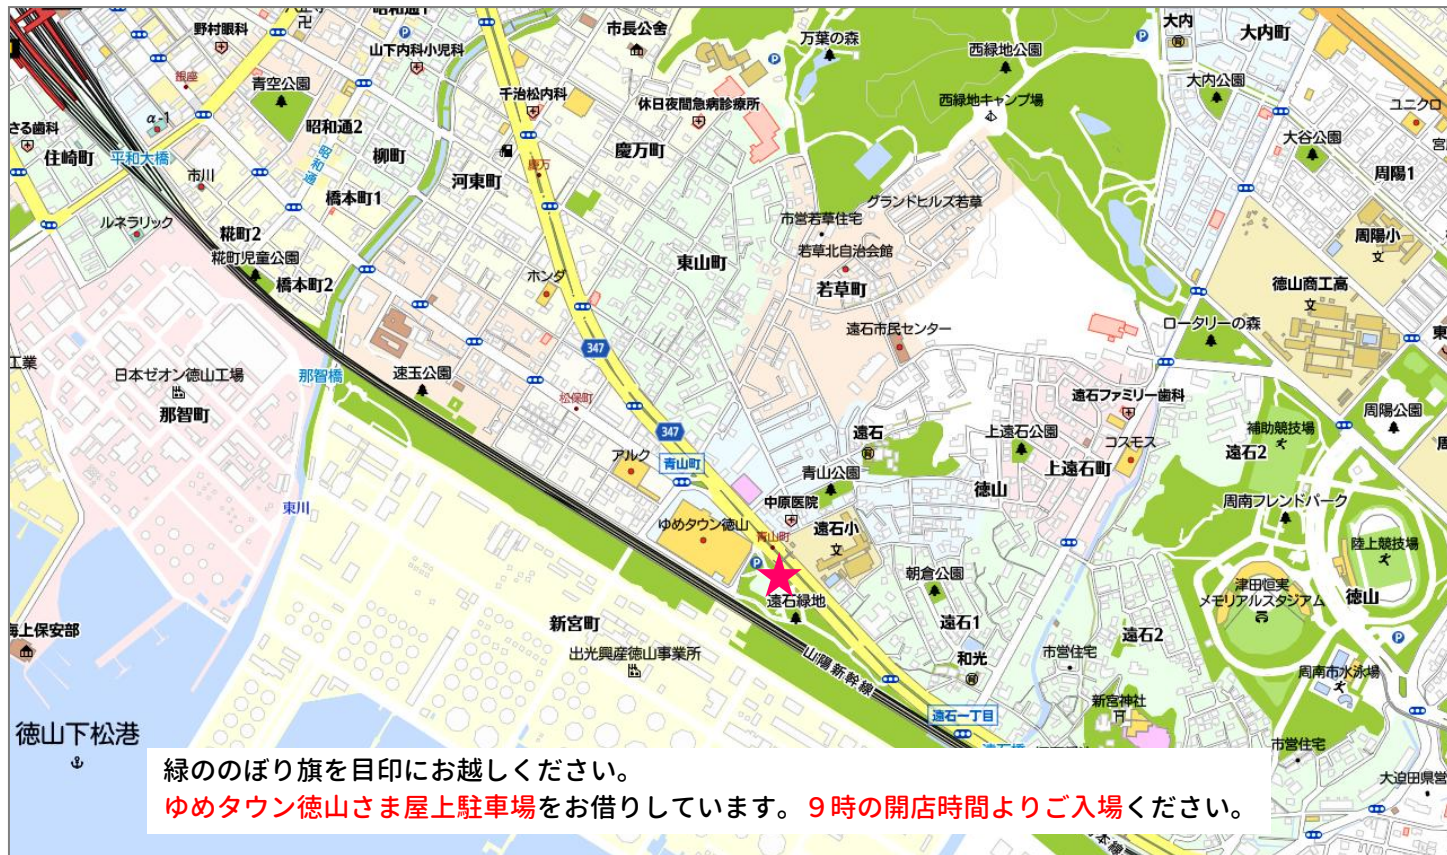 野村眼科
昭和通1
山下内科小児科
市長公舎
万葉の森
西緑地公園
大内
大内町
銀座
青空公園
千治松内科
休日夜間急病診療所
西緑地キャンプ場
大内公園
ユニクロ
さる歯科
α-1
昭和通2
昭和通
柳町
慶万町
慶万
大谷公園
住崎町
平和大橋
市川
橋本町1
河東町
周陽1
グランドヒルズ若草
市営若草住宅
ルネラリック
糀町2
糀町児童公園
橋本町2
東山町
若草北自治会館
若草町
周陽小
ホンダ
徳山商工高
遠石市民センター
ロータリーの森
347
工業
日本ゼオン徳山工場
那智橋
速玉公園
那智町
松保町
遠石ファミリー歯科
周陽公園
347
遠石
上遠石公園
コスモス
補助競技場
アルク
青山町
青山公園
徳山
上遠石町
遠石2
東川
中原医院
周南フレンドパーク
ゆめタウン徳山
青山町
遠石小
陸上競技場
朝倉公園
津田恒実
メモリアルスタジアム
徳山
遠石緑地
海上保安部
新宮町
遠石1
遠石2
出光興産徳山事業所
山陽新幹線
和光
市営住宅
周南市水泳場
新宮神社
遠石一丁目
徳山下松港
市営住宅
大迫田県営
緑ののぼり旗を目印にお越しください。
ゆめタウン徳山さま屋上駐車場をお借りしています。９時の開店時間よりご入場ください。